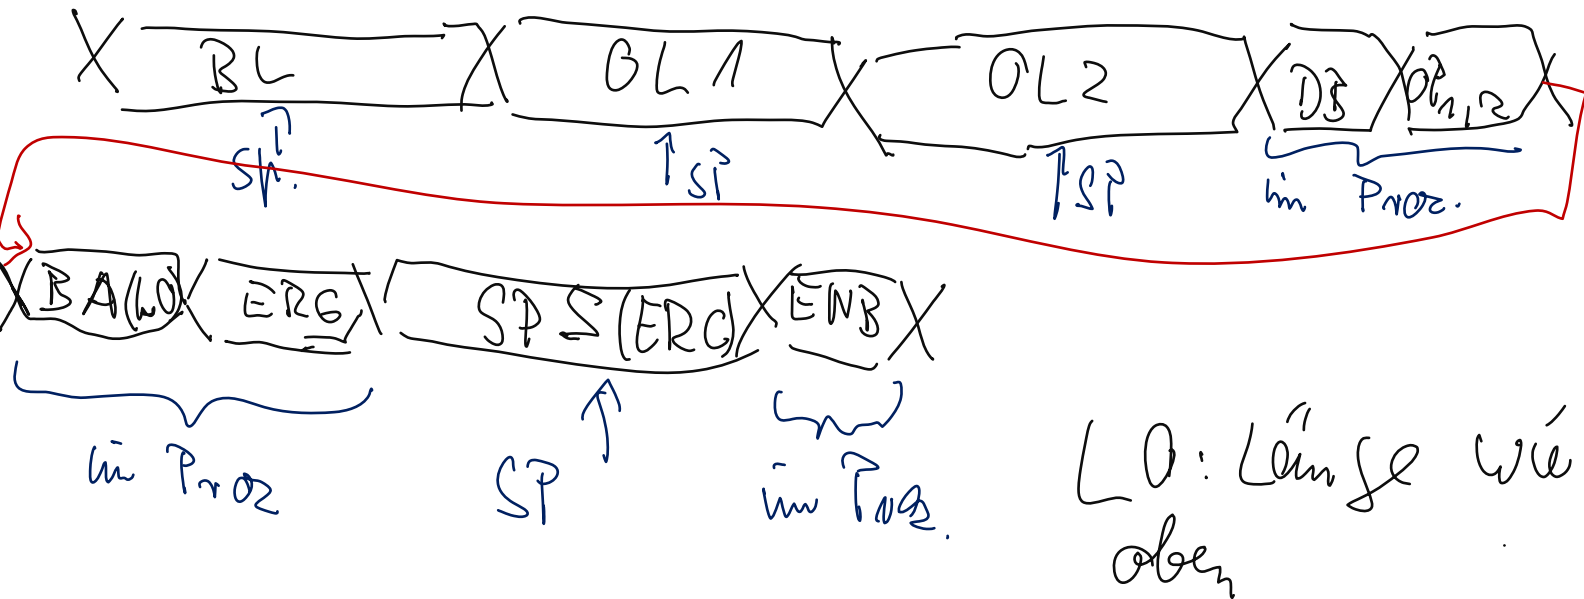 BL OL1 OL2 DB OP1,2
SP. SP SP im Proz.
BA(LO) ERG SPS(ERG) ENB
im Proz SP im Proz.
LO: Länge wie
oben